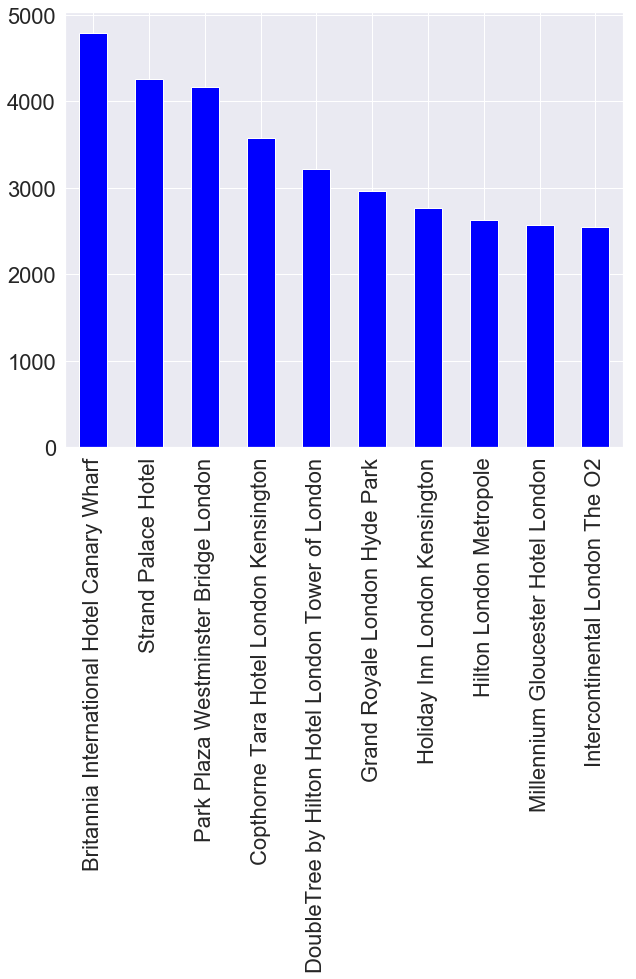 5000
4000
3000
2000
1000
0
Britannia International Hotel Canary Wharf
Strand Palace Hotel
Park Plaza Westminster Bridge London
Copthorne Tara Hotel London Kensington
DoubleTree by Hilton Hotel London Tower of London
Grand Royale London Hyde Park
Holiday Inn London Kensington
Hilton London Metropole
Millennium Gloucester Hotel London
Intercontinental London The O2